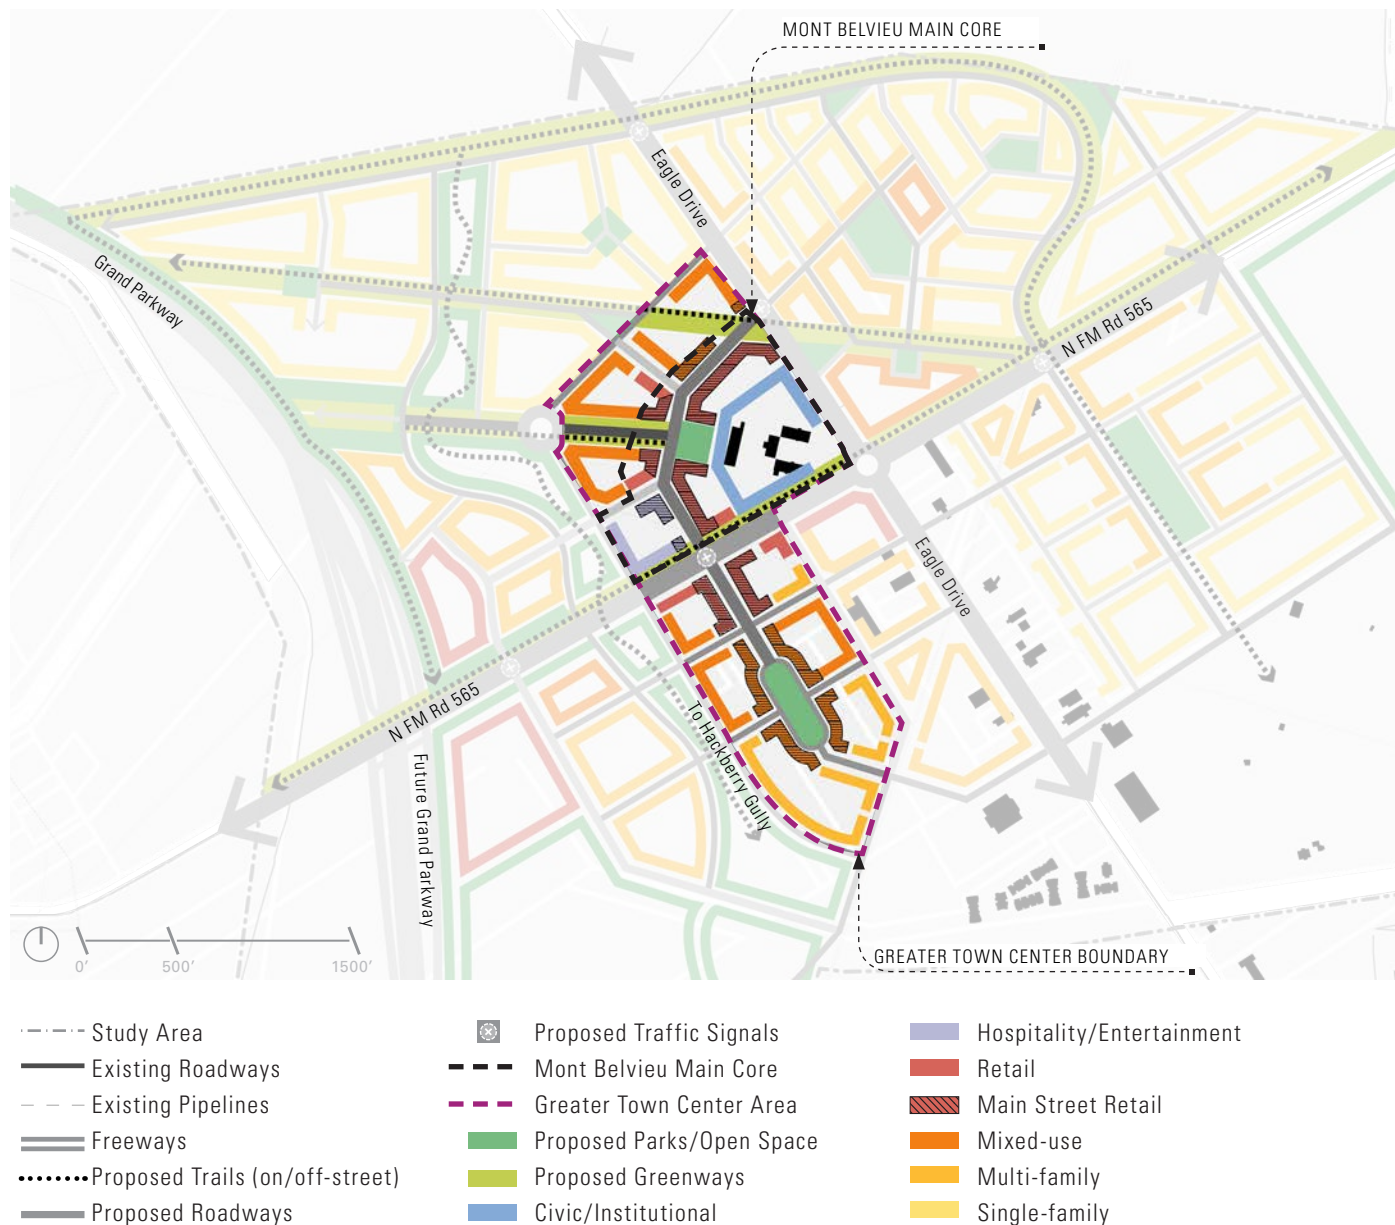 MONT BELVIEU MAIN CORE
Eagle Drive
Grand Parkway
N FM Rd 565
Eagle Drive
N FM Rd 565
To Hackberry Gully
Future Grand Parkway
0’ 500’ 1500’
GREATER TOWN CENTER BOUNDARY
Study Area
Existing Roadways
Existing Pipelines
Freeways
Proposed Trails (on/off-street)
Proposed Roadways
Proposed Traffic Signals
Mont Belvieu Main Core
Greater Town Center Area
Proposed Parks/Open Space
Proposed Greenways
Civic/Institutional
Hospitality/Entertainment
Retail
Main Street Retail
Mixed-use
Multi-family
Single-family